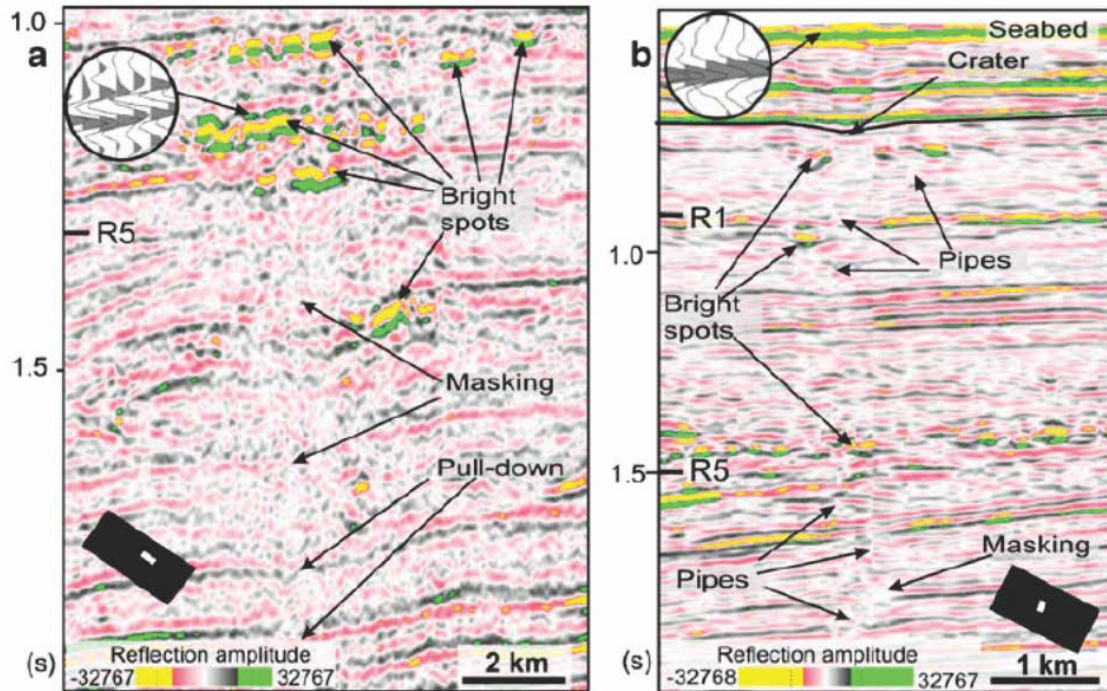 a
1.0
Bright
spots
R5
1.5
Masking
Pull-down
(s)
Reflection amplitude
-32767
32767
2 km
b
Seabed
Crater
R1
1.0
Pipes
Bright
spots
R5
1.5
Masking
Pipes
(s)
Reflection amplitude
-32768
32767
1 km